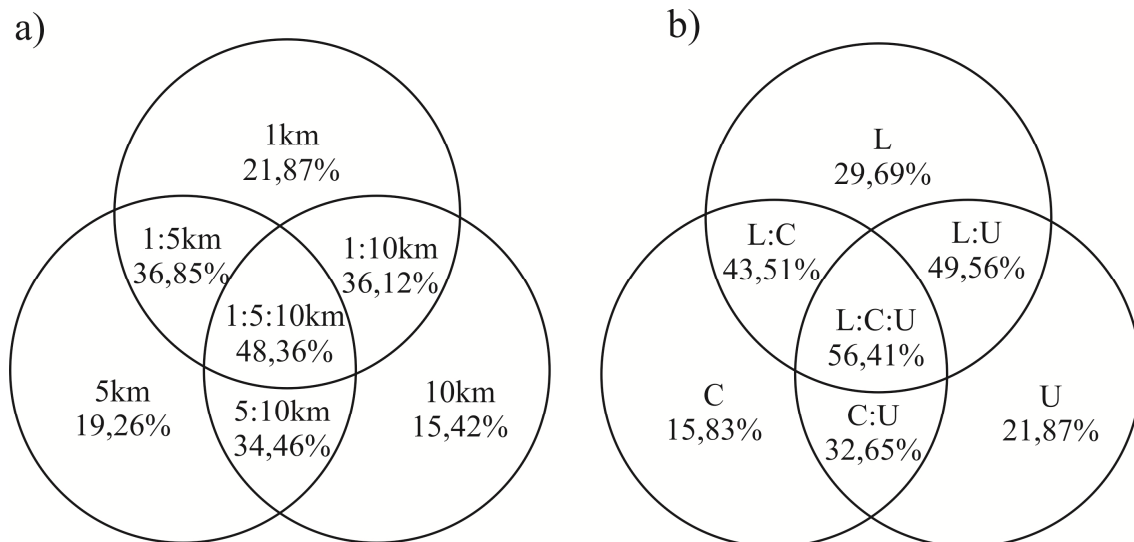 a)
1km
21,87%
1:5km
36,85%
1:10km
36,12%
1:5:10km
48,36%
5km
19,26%
5:10km
34,46%
10km
15,42%
b)
L
29,69%
L:C
43,51%
L:U
49,56%
L:C:U
56,41%
C
15,83%
C:U
32,65%
U
21,87%